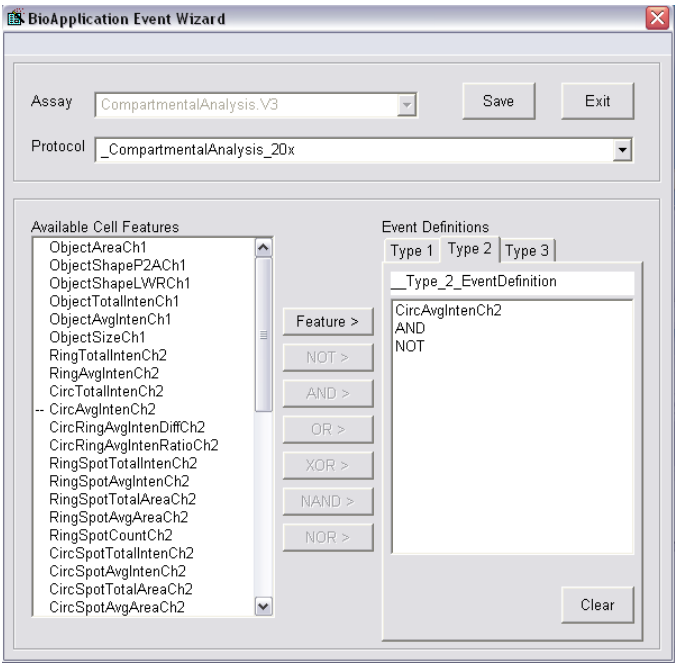 BioApplication Event Wizard
Assay CompartmentalAnalysis.V3 Save Exit
Protocol _CompartmentalAnalysis_20x
Available Cell Features
ObjectAreaCh1
ObjectShapeP2ACh1
ObjectShapeLWRCh1
ObjectTotalIntenCh1
ObjectAvgIntenCh1
ObjectSizeCh1
RingTotalIntenCh2
RingAvgIntenCh2
CircTotalIntenCh2
-- CircAvgIntenCh2
CircRingAvgIntenDiffCh2
CircRingAvgIntenRatioCh2
RingSpotTotalIntenCh2
RingSpotAvgIntenCh2
RingSpotTotalAreaCh2
RingSpotAvgAreaCh2
RingSpotCountCh2
CircSpotTotalIntenCh2
CircSpotAvgIntenCh2
CircSpotTotalAreaCh2
CircSpotAvgAreaCh2
Feature >
NOT >
AND >
OR >
XOR >
NAND >
NOR >
Event Definitions
Type 1 Type 2 Type 3
__Type_2_EventDefinition
CircAvgIntenCh2
AND
NOT
Clear